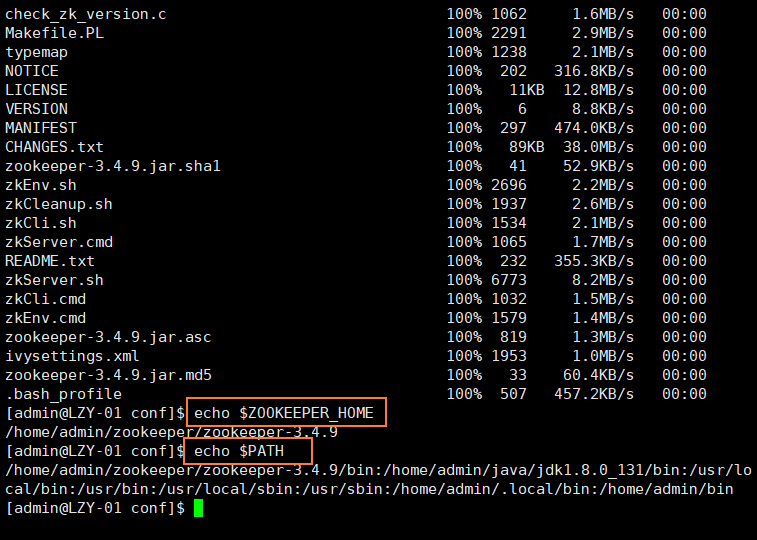 check_zk_version.c 100% 1062 1.6MB/s 00:00
Makefile.PL 100% 2291 2.9MB/s 00:00
typemap 100% 1238 2.1MB/s 00:00
NOTICE 100% 202 316.8KB/s 00:00
LICENSE 100% 11KB 12.8MB/s 00:00
VERSION 100% 6 8.8KB/s 00:00
MANIFEST 100% 297 474.0KB/s 00:00
CHANGES.txt 100% 89KB 38.0MB/s 00:00
zookeeper-3.4.9.jar.sha1 100% 41 52.9KB/s 00:00
zkEnv.sh 100% 2696 2.2MB/s 00:00
zkCleanup.sh 100% 1937 2.6MB/s 00:00
zkCli.sh 100% 1534 2.1MB/s 00:00
zkServer.cmd 100% 1065 1.7MB/s 00:00
README.txt 100% 232 355.3KB/s 00:00
zkServer.sh 100% 6773 8.2MB/s 00:00
zkCli.cmd 100% 1032 1.5MB/s 00:00
zkEnv.cmd 100% 1579 1.4MB/s 00:00
zookeeper-3.4.9.jar.asc 100% 819 1.3MB/s 00:00
ivysettings.xml 100% 1953 1.0MB/s 00:00
zookeeper-3.4.9.jar.md5 100% 33 60.4KB/s 00:00
.bash_profile 100% 507 457.2KB/s 00:00
[admin@LZY-01 conf]$ echo $ZOOKEEPER_HOME
/home/admin/zookeeper/zookeeper-3.4.9
[admin@LZY-01 conf]$ echo $PATH
/home/admin/zookeeper/zookeeper-3.4.9/bin:/home/admin/java/jdk1.8.0_131/bin:/usr/lo
cal/bin:/usr/bin:/usr/local/sbin:/usr/sbin:/home/admin/.local/bin:/home/admin/bin
[admin@LZY-01 conf]$